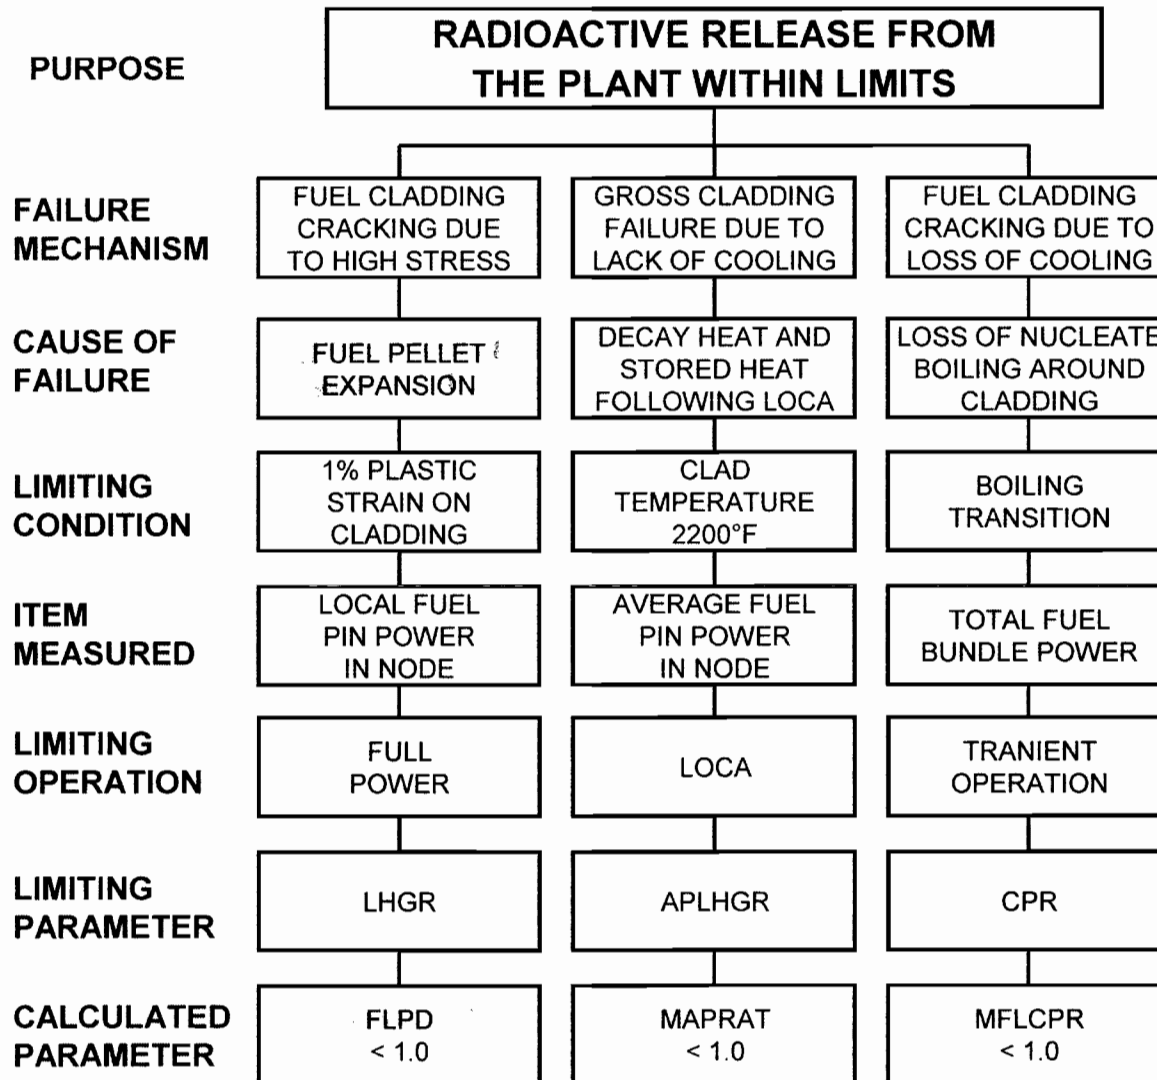 PURPOSE
RADIOACTIVE RELEASE FROM
THE PLANT WITHIN LIMITS
FAILURE
MECHANISM
FUEL CLADDING
CRACKING DUE
TO HIGH STRESS
GROSS CLADDING
FAILURE DUE TO
LACK OF COOLING
FUEL CLADDING
CRACKING DUE TO
LOSS OF COOLING
CAUSE OF
FAILURE
FUEL PELLET
EXPANSION
DECAY HEAT AND
STORED HEAT
FOLLOWING LOCA
LOSS OF NUCLEATE
BOILING AROUND
CLADDING
LIMITING
CONDITION
1% PLASTIC
STRAIN ON
CLADDING
CLAD
TEMPERATURE
2200°F
BOILING
TRANSITION
ITEM
MEASURED
LOCAL FUEL
PIN POWER
IN NODE
AVERAGE FUEL
PIN POWER
IN NODE
TOTAL FUEL
BUNDLE POWER
LIMITING
OPERATION
FULL
POWER
LOCA
TRANIENT
OPERATION
LIMITING
PARAMETER
LHGR
APLHGR
CPR
CALCULATED
PARAMETER
FLPD
< 1.0
MAPRAT
< 1.0
MFLCPR
< 1.0